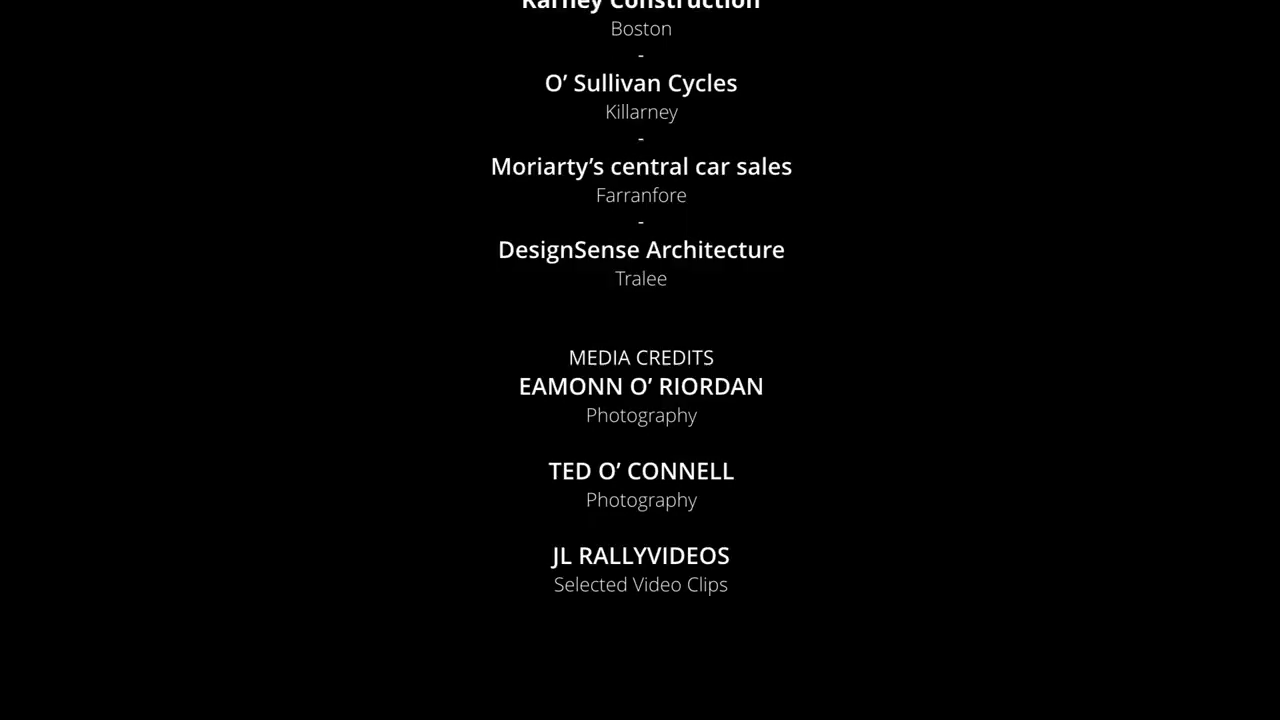 Construction
Boston
-
O’ Sullivan Cycles
Killarney
-
Moriarty’s central car sales
Farranfore
-
DesignSense Architecture
Tralee
MEDIA CREDITS
EAMONN O’ RIORDAN
Photography
TED O’ CONNELL
Photography
JL RALLYVIDEOS
Selected Video Clips